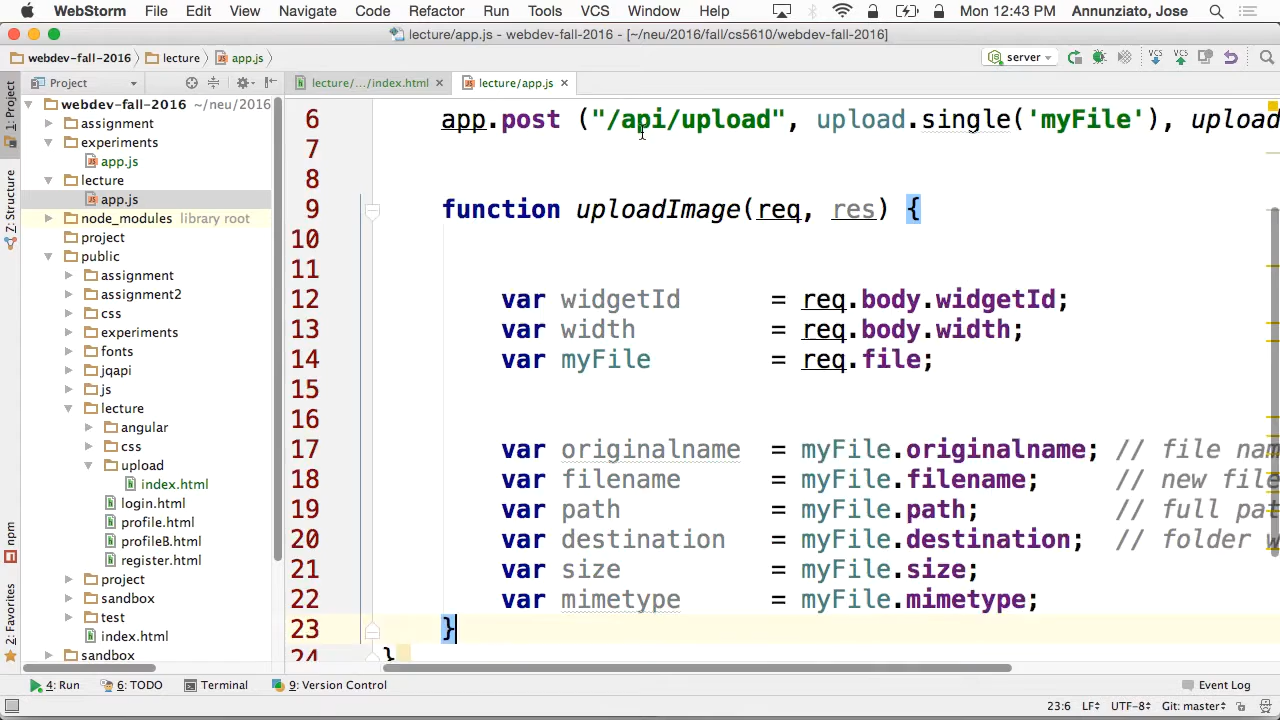 WebStorm File Edit View Navigate Code Refactor Run Tools VCS Window Help Mon 12:43 PM Annunziato, Jose
lecture/app.js - webdev-fall-2016 - [~/neu/2016/fall/cs5610/webdev-fall-2016]
webdev-fall-2016 lecture app.js server VCS VCS
Project lecture/.../index.html lecture/app.js
1: Project
Z: Structure
npm
2: Favorites
webdev-fall-2016 ~/neu/2016
assignment
experiments
app.js
lecture
app.js
node_modules library root
project
public
assignment
assignment2
css
experiments
fonts
jqapi
js
lecture
angular
css
upload
index.html
login.html
profile.html
profileB.html
register.html
project
sandbox
test
index.html
sandbox
6 app.post ("/api/upload", upload.single('myFile'), upload
7
8
9 function uploadImage(req, res) {
10
11
12 var widgetId = req.body.widgetId;
13 var width = req.body.width;
14 var myFile = req.file;
15
16
17 var originalname = myFile.originalname; // file nam
18 var filename = myFile.filename; // new file
19 var path = myFile.path; // full pat
20 var destination = myFile.destination; // folder w
21 var size = myFile.size;
22 var mimetype = myFile.mimetype;
23 }
24 }
4: Run 6: TODO Terminal 9: Version Control Event Log
23:6 LF UTF-8 Git: master